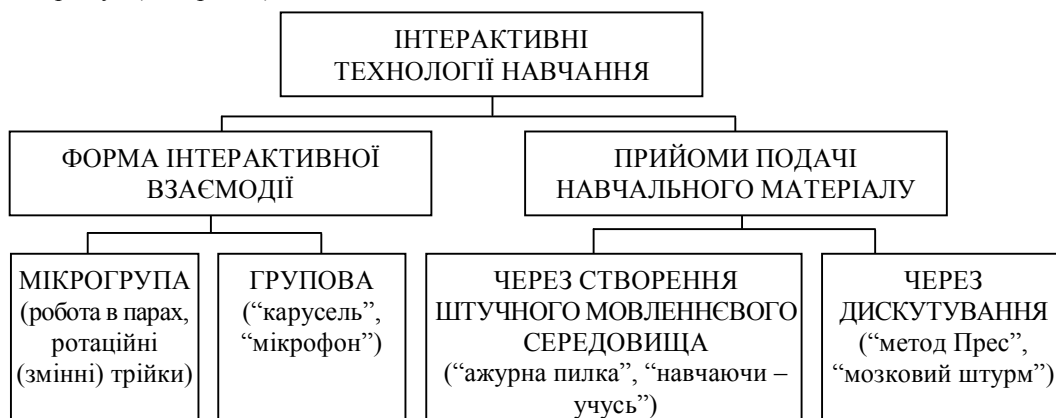 ІНТЕРАКТИВНІ
ТЕХНОЛОГІЇ НАВЧАННЯ
ФОРМА ІНТЕРАКТИВНОЇ
ВЗАЄМОДІЇ
ПРИЙОМИ ПОДАЧІ
НАВЧАЛЬНОГО МАТЕРІАЛУ
МІКРОГРУПА
(робота в парах,
ротаційні
(змінні) трійки)
ГРУПОВА
(“карусель”,
“мікрофон”)
ЧЕРЕЗ СТВОРЕННЯ
ШТУЧНОГО МОВЛЕННЄВОГО
СЕРЕДОВИЩА
(“ажурна пилка”, “навчаючи –
учусь”)
ЧЕРЕЗ
ДИСКУТУВАННЯ
(“метод Прес”,
“мозковий штурм”)